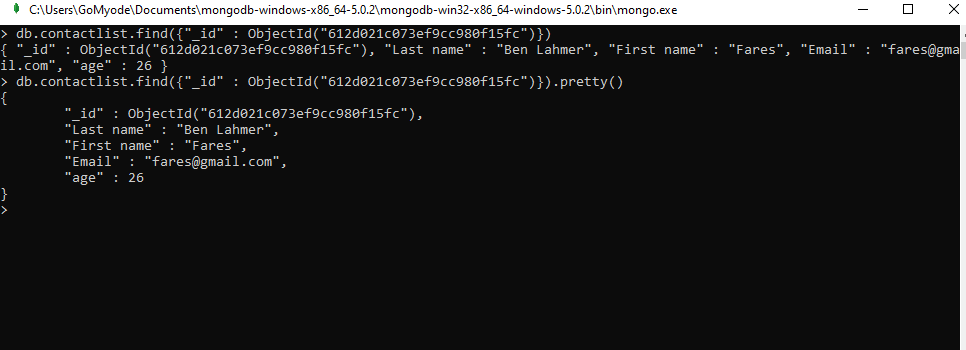 C:\Users\GoMyode\Documents\mongodb-windows-x86_64-5.0.2\mongodb-win32-x86_64-windows-5.0.2\bin\mongo.exe
> db.contactlist.find({"_id" : ObjectId("612d021c073ef9cc980f15fc")})
{ "_id" : ObjectId("612d021c073ef9cc980f15fc"), "Last name" : "Ben Lahmer", "First name" : "Fares", "Email" : "fares@gma
il.com", "age" : 26 }
> db.contactlist.find({"_id" : ObjectId("612d021c073ef9cc980f15fc")}).pretty()
{
        "_id" : ObjectId("612d021c073ef9cc980f15fc"),
        "Last name" : "Ben Lahmer",
        "First name" : "Fares",
        "Email" : "fares@gmail.com",
        "age" : 26
}
>